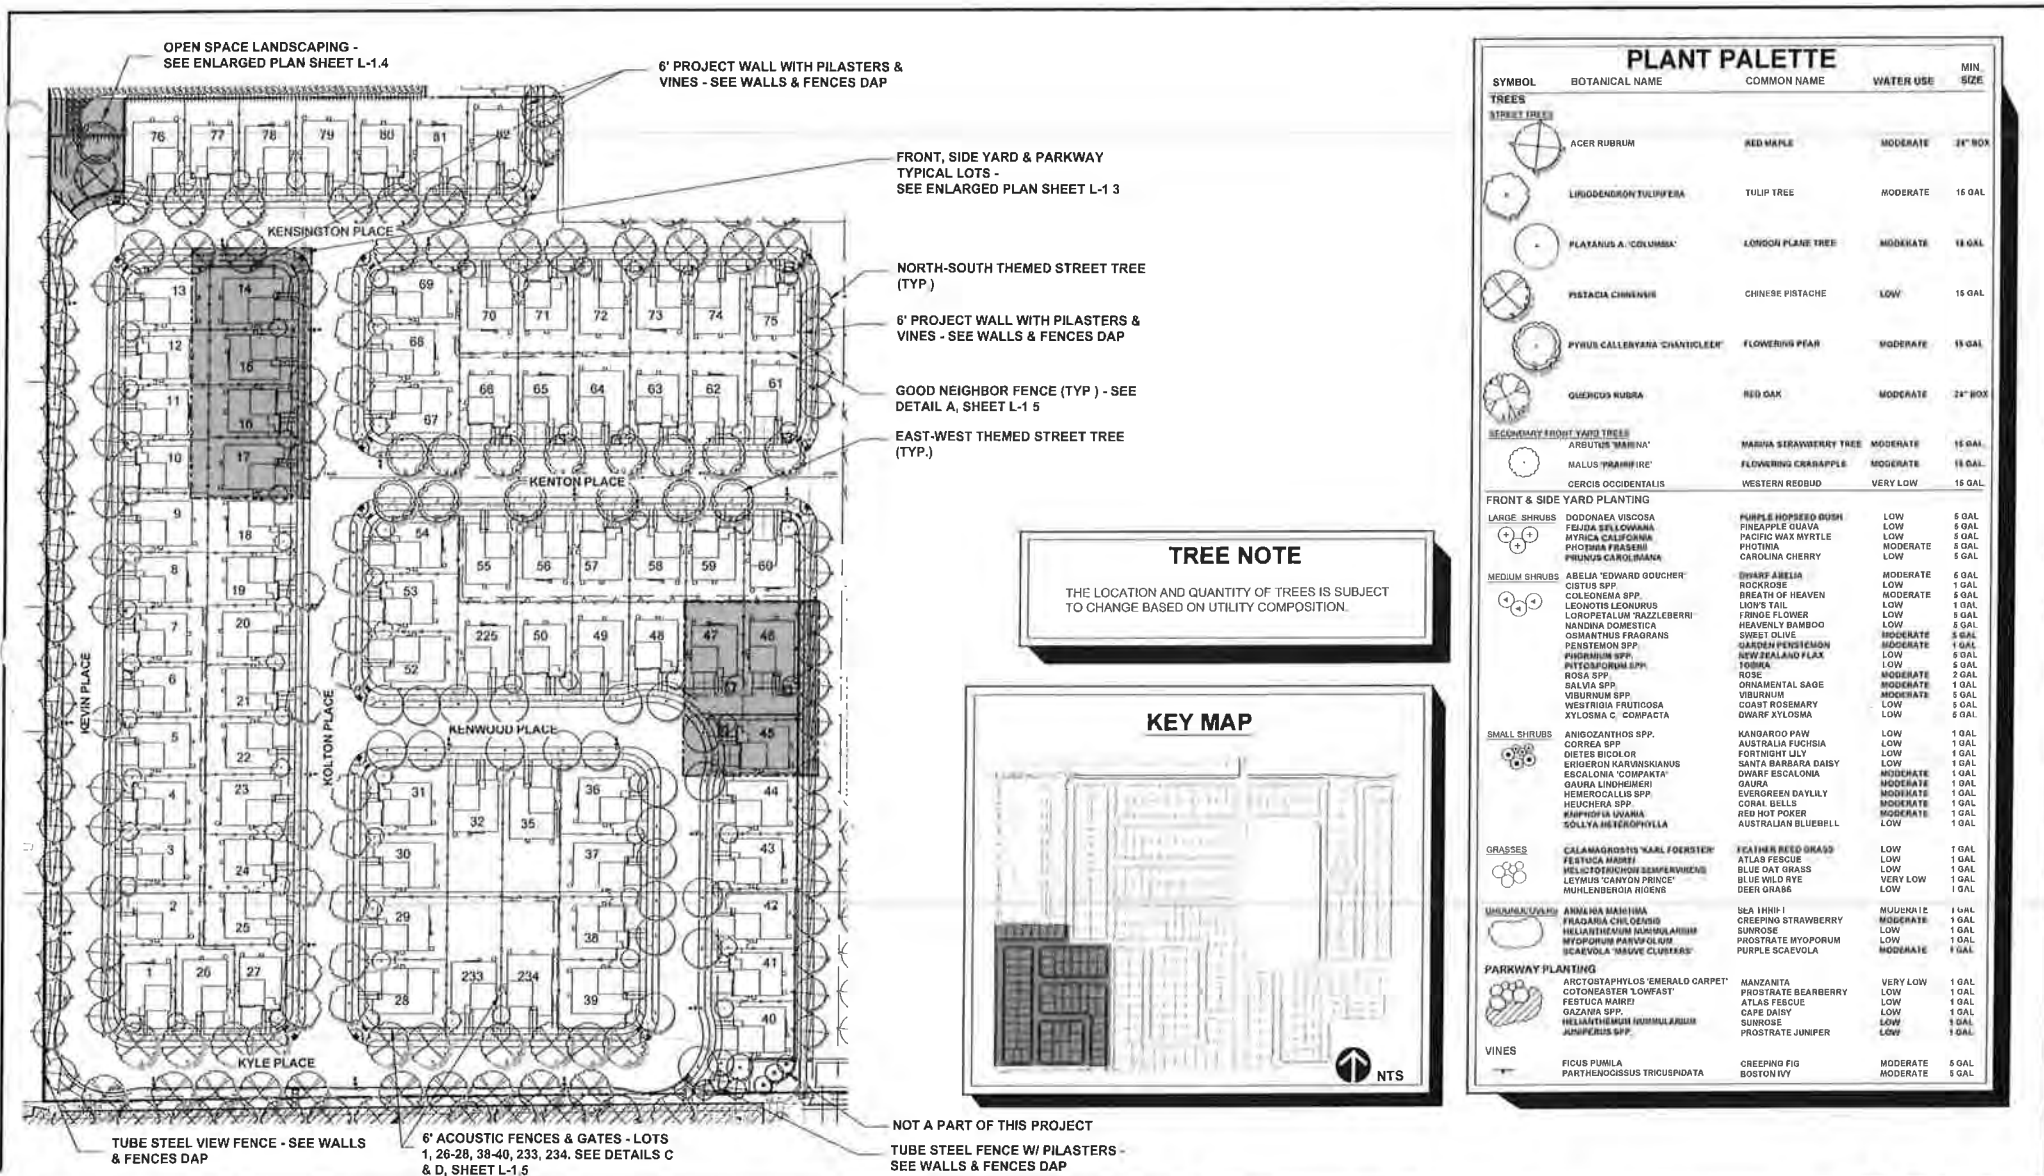 OPEN SPACE LANDSCAPING -
SEE ENLARGED PLAN SHEET L-1.4
6' PROJECT WALL WITH PILASTERS &
VINES - SEE WALLS & FENCES DAP
FRONT, SIDE YARD & PARKWAY
TYPICAL LOTS -
SEE ENLARGED PLAN SHEET L-1 3
NORTH-SOUTH THEMED STREET TREE
(TYP )
6' PROJECT WALL WITH PILASTERS &
VINES - SEE WALLS & FENCES DAP
GOOD NEIGHBOR FENCE (TYP ) - SEE
DETAIL A, SHEET L-1 5
EAST-WEST THEMED STREET TREE
(TYP.)
76 77 78 79 80 81 82
KENSINGTON PLACE
13 14 69 70 71 72 73 74 75
12 15 68
11 16 67 66 65 64 63 62 61
10 17
KENTON PLACE
9 18 54 55 56 57 58 59 60
8 19 53
7 20 52 225 50 49 48 47 46
6 21
KEVIN PLACE
KOLTON PLACE
KENWOOD PLACE
5 22 45
4 23 31 32 35 36 44
3 24 30 37 43
2 25 29 38 42
1 26 27 28 233 234 39 41
40
KYLE PLACE
TUBE STEEL VIEW FENCE - SEE WALLS
& FENCES DAP
6' ACOUSTIC FENCES & GATES - LOTS
1, 26-28, 38-40, 233, 234. SEE DETAILS C
& D, SHEET L-1.5
NOT A PART OF THIS PROJECT
TUBE STEEL FENCE W/ PILASTERS -
SEE WALLS & FENCES DAP
TREE NOTE
THE LOCATION AND QUANTITY OF TREES IS SUBJECT
TO CHANGE BASED ON UTILITY COMPOSITION.
KEY MAP
NTS
PLANT PALETTE
SYMBOL BOTANICAL NAME COMMON NAME WATER USE MIN SIZE
TREES
STREET TREES
ACER RUBRUM RED MAPLE MODERATE 24" BOX
LIRIODENDRON TULIPIFERA TULIP TREE MODERATE 15 GAL
PLATANUS A. 'COLUMBIA' LONDON PLANE TREE MODERATE 15 GAL
PISTACIA CHINENSIS CHINESE PISTACHE LOW 15 GAL
PYRUS CALLERYANA 'CHANTICLEER' FLOWERING PEAR MODERATE 15 GAL
QUERCUS RUBRA RED OAK MODERATE 24" BOX
SECONDARY FRONT YARD TREES
ARBUTUS 'MARINA' MARINA STRAWBERRY TREE MODERATE 15 GAL
MALUS 'PRAIRIFIRE' FLOWERING CRABAPPLE MODERATE 15 GAL
CERCIS OCCIDENTALIS WESTERN REDBUD VERY LOW 15 GAL
FRONT & SIDE YARD PLANTING
LARGE SHRUBS DODONAEA VISCOSA PURPLE HOPSEED BUSH LOW 5 GAL
FEIJOA SELLOWIANA PINEAPPLE GUAVA LOW 5 GAL
MYRICA CALIFORNIA PACIFIC WAX MYRTLE LOW 5 GAL
PHOTINIA FRASERII PHOTINIA MODERATE 5 GAL
PRUNUS CAROLINIANA CAROLINA CHERRY LOW 5 GAL
MEDIUM SHRUBS ABELIA 'EDWARD GOUCHER' DWARF ABELIA MODERATE 5 GAL
CISTUS SPP. ROCKROSE LOW 1 GAL
COLEONEMA SPP. BREATH OF HEAVEN MODERATE 5 GAL
LEONOTIS LEONURUS LION'S TAIL LOW 1 GAL
LOROPETALUM 'RAZZLEBERRI' FRINGE FLOWER LOW 5 GAL
NANDINA DOMESTICA HEAVENLY BAMBOO LOW 5 GAL
OSMANTHUS FRAGRANS SWEET OLIVE MODERATE 5 GAL
PENSTEMON SPP. GARDEN PENSTEMON MODERATE 1 GAL
PHORMIUM SPP. NEW ZEALAND FLAX LOW 5 GAL
PITTOSPORUM SPP. TOBIRA LOW 5 GAL
ROSA SPP. ROSE MODERATE 2 GAL
SALVIA SPP. ORNAMENTAL SAGE MODERATE 1 GAL
VIBURNUM SPP. VIBURNUM MODERATE 5 GAL
WESTRIGIA FRUTICOSA COAST ROSEMARY LOW 5 GAL
XYLOSMA C. COMPACTA DWARF XYLOSMA LOW 5 GAL
SMALL SHRUBS ANIGOZANTHOS SPP. KANGAROO PAW LOW 1 GAL
CORREA SPP AUSTRALIA FUCHSIA LOW 1 GAL
DIETES BICOLOR FORTNIGHT LILY LOW 1 GAL
ERIGERON KARVINSKIANUS SANTA BARBARA DAISY LOW 1 GAL
ESCALONIA 'COMPAKTA' DWARF ESCALONIA MODERATE 1 GAL
GAURA LINDHEIMERI GAURA MODERATE 1 GAL
HEMEROCALLIS SPP. EVERGREEN DAYLILY MODERATE 1 GAL
HEUCHERA SPP. CORAL BELLS MODERATE 1 GAL
KNIPHOFIA UVARIA RED HOT POKER MODERATE 1 GAL
SOLLYA HETEROPHYLLA AUSTRALIAN BLUEBELL LOW 1 GAL
GRASSES CALAMAGROSTIS 'KARL FOERSTER' FEATHER REED GRASS LOW 1 GAL
FESTUCA MAIREI ATLAS FESCUE LOW 1 GAL
HELICTOTRICHON SEMPERVIRENS BLUE OAT GRASS LOW 1 GAL
LEYMUS 'CANYON PRINCE' BLUE WILD RYE VERY LOW 1 GAL
MUHLENBERGIA RIGENS DEER GRASS LOW 1 GAL
GROUNDCOVERS ARMERIA MARITIMA SEA THRIFT MODERATE 1 GAL
FRAGARIA CHILOENSIS CREEPING STRAWBERRY MODERATE 1 GAL
HELIANTHEMUM NUMMULARIUM SUNROSE LOW 1 GAL
MYOPORUM PARVIFOLIUM PROSTRATE MYOPORUM LOW 1 GAL
SCAEVOLA 'MAUVE CLUSTERS' PURPLE SCAEVOLA MODERATE 1 GAL
PARKWAY PLANTING
ARCTOSTAPHYLOS 'EMERALD CARPET' MANZANITA VERY LOW 1 GAL
COTONEASTER 'LOWFAST' PROSTRATE BEARBERRY LOW 1 GAL
FESTUCA MAIREI ATLAS FESCUE LOW 1 GAL
GAZANIA SPP. CAPE DAISY LOW 1 GAL
HELIANTHEMUM NUMMULARIUM SUNROSE LOW 1 GAL
JUNIPERUS SPP. PROSTRATE JUNIPER LOW 1 GAL
VINES
FICUS PUMILA CREEPING FIG MODERATE 5 GAL
PARTHENOCISSUS TRICUSPIDATA BOSTON IVY MODERATE 5 GAL